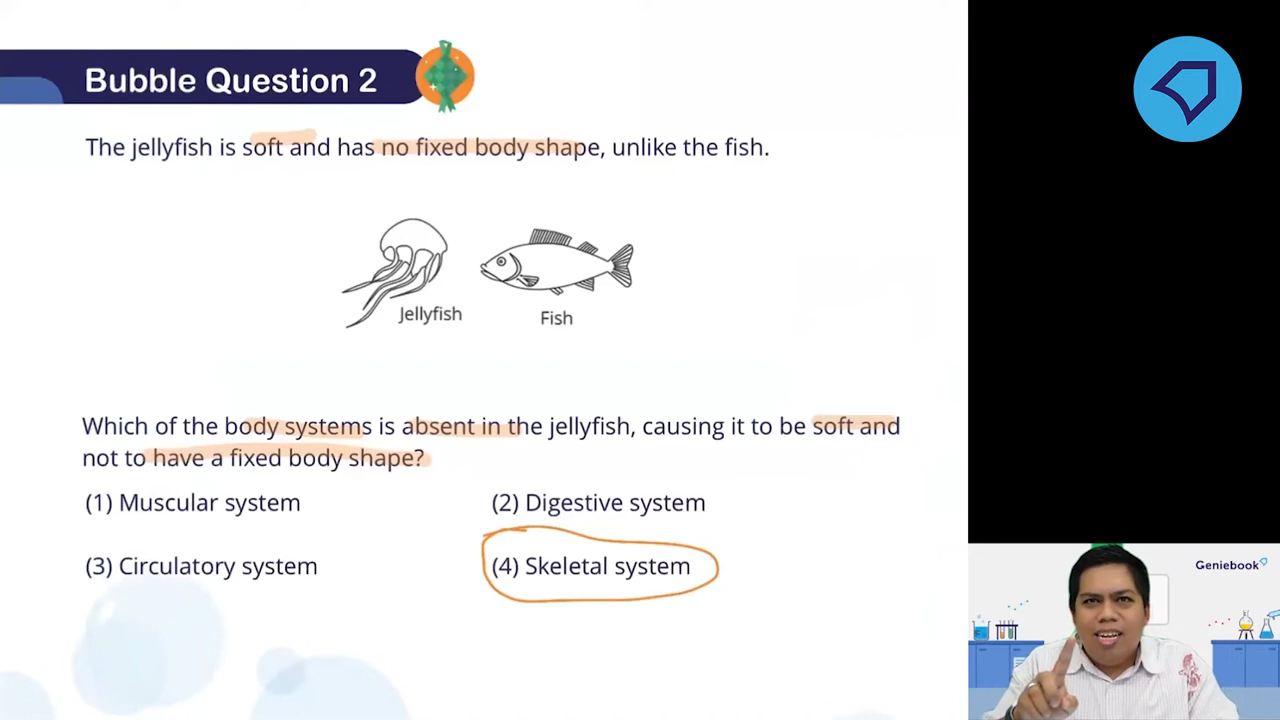 Bubble Question 2
The jellyfish is soft and has no fixed body shape, unlike the fish.
Jellyfish
Fish
Which of the body systems is absent in the jellyfish, causing it to be soft and
not to have a fixed body shape?
(1) Muscular system
(2) Digestive system
(3) Circulatory system
(4) Skeletal system
Geniebook